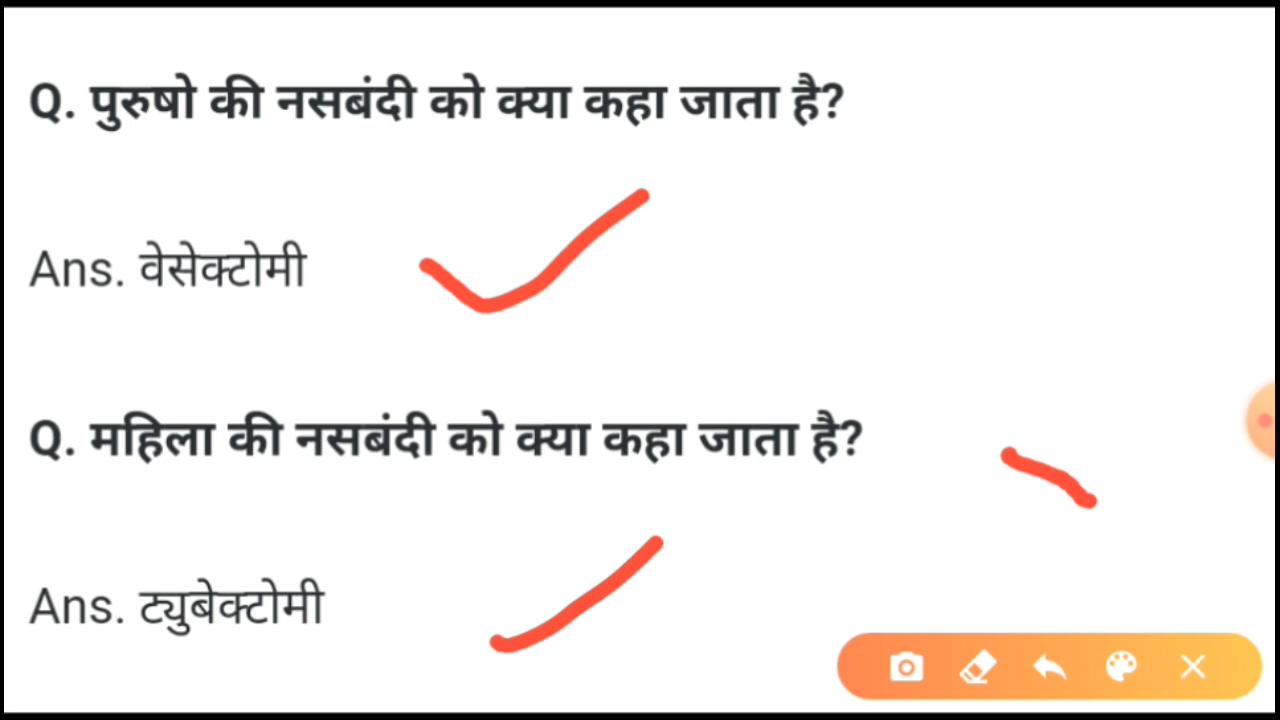 Q. पुरुषो की नसबंदी को क्या कहा जाता है?
Ans. वेसेक्टोमी
Q. महिला की नसबंदी को क्या कहा जाता है?
Ans. ट्युबेक्टोमी